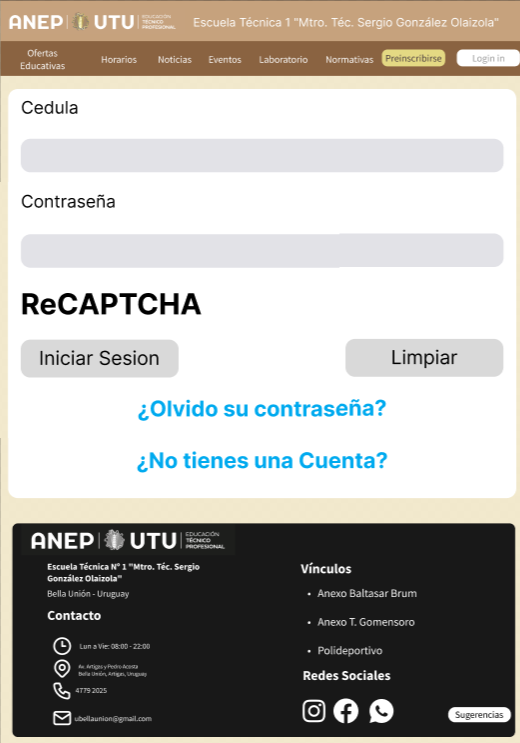 ANEP UTU EDUCACIÓN TÉCNICO PROFESIONAL Escuela Técnica 1 "Mtro. Téc. Sergio González Olaizola"
Ofertas Educativas Horarios Noticias Eventos Laboratorio Normativas Preinscribirse Login in
Cedula
Contraseña
ReCAPTCHA
Iniciar Sesion Limpiar
¿Olvido su contraseña?
¿No tienes una Cuenta?
ANEP UTU EDUCACIÓN TÉCNICO PROFESIONAL
Escuela Técnica Nº 1 "Mtro. Téc. Sergio
González Olaizola"
Bella Unión - Uruguay
Contacto
Lun a Vie: 08:00 - 22:00
Av. Artigas y Pedro Acosta
Bella Unión, Artigas, Uruguay
4779 2025
ubellaunion@gmail.com
Vínculos
• Anexo Baltasar Brum
• Anexo T. Gomensoro
• Polideportivo
Redes Sociales
Sugerencias